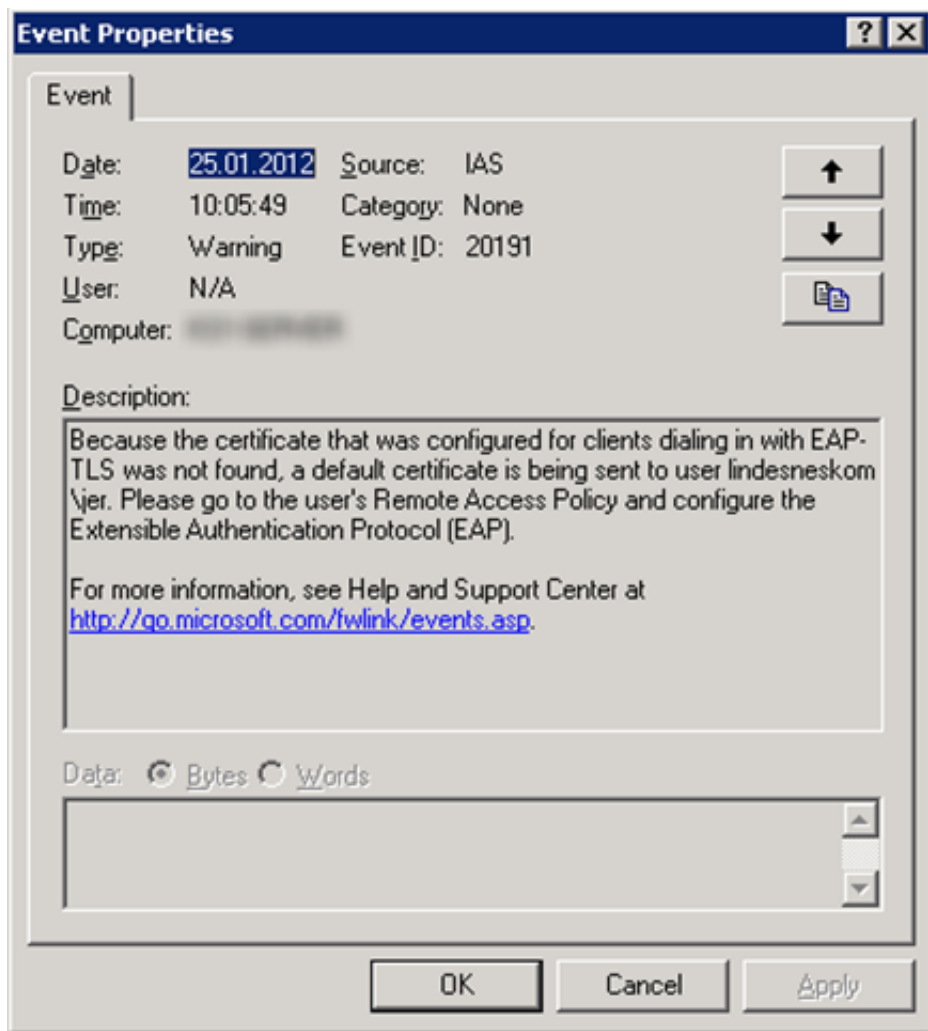 Event Properties
Event
Date: 25.01.2012 Source: IAS
Time: 10:05:49 Category: None
Type: Warning Event ID: 20191
User: N/A
Computer:
Description:
Because the certificate that was configured for clients dialing in with EAP-
TLS was not found, a default certificate is being sent to user lindesneskom
\jer. Please go to the user's Remote Access Policy and configure the
Extensible Authentication Protocol (EAP).
For more information, see Help and Support Center at
http://go.microsoft.com/fwlink/events.asp.
Data: Bytes Words
OK Cancel Apply